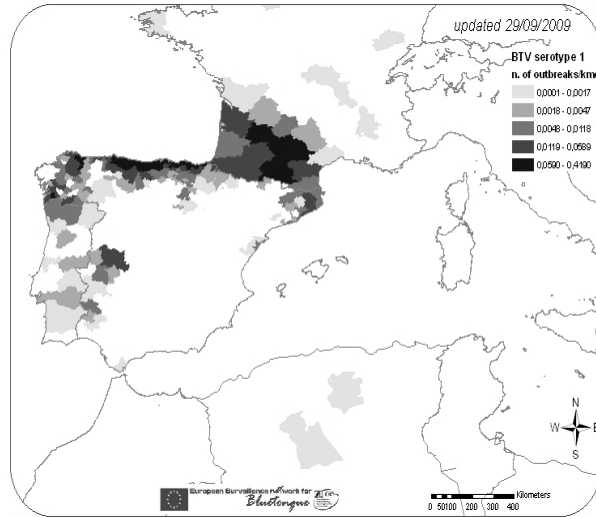 updated 29/09/2009
BTV serotype 1
n. of outbreaks/km
0,0001 - 0,0017
0,0018 - 0,0047
0,0048 - 0,0118
0,0119 - 0,0589
0,0590 - 0,4190
N
W E
S
European Surveillance Network for
Bluetongue
Kilometers
0 50100 200 300 400